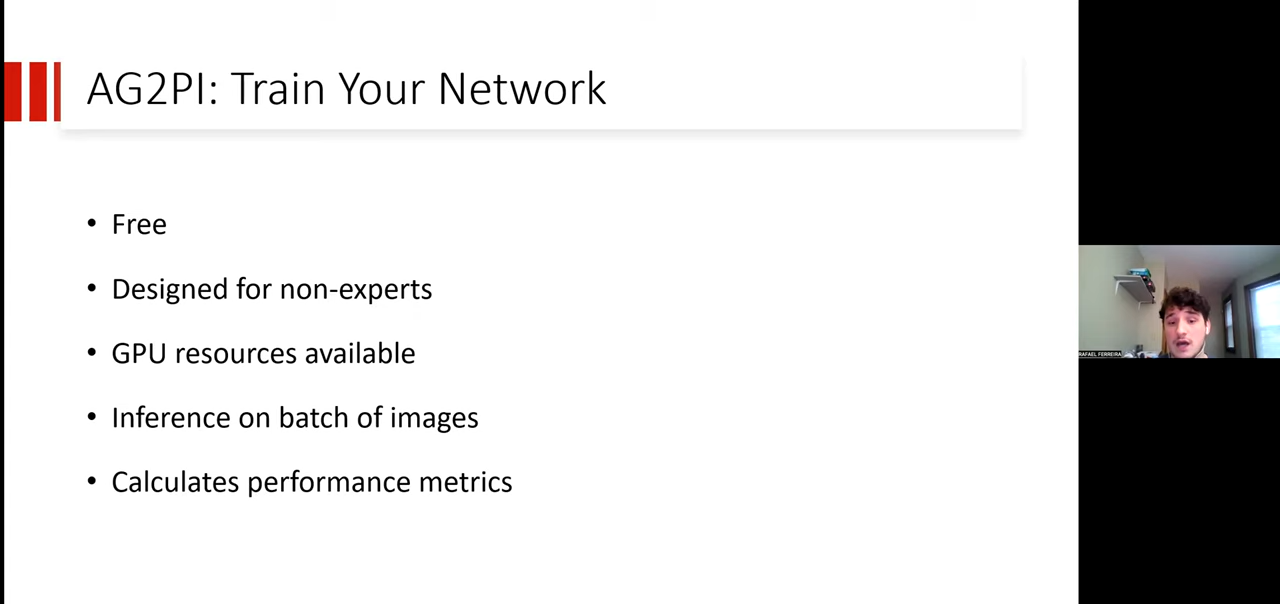 AG2PI: Train Your Network
• Free
• Designed for non-experts
• GPU resources available
• Inference on batch of images
• Calculates performance metrics
RAFAEL FERREIRA